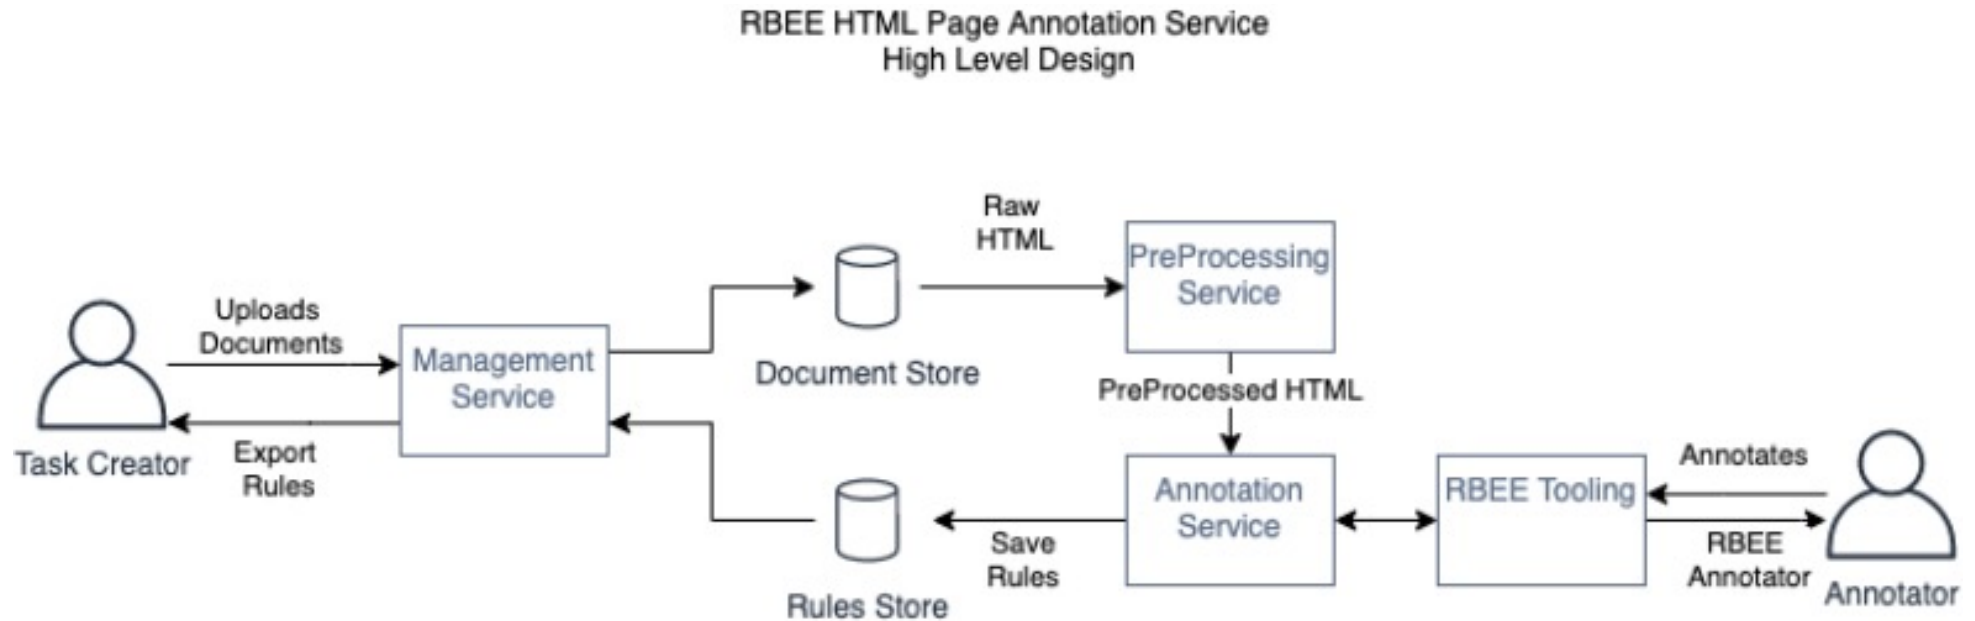 RBEE HTML Page Annotation Service
High Level Design
Raw
HTML
PreProcessing
Service
Uploads
Documents
Management
Service
Document Store
PreProcessed HTML
Task Creator
Export
Rules
Annotation
Service
RBEE Tooling
Annotates
Save
Rules
RBEE
Annotator
Annotator
Rules Store